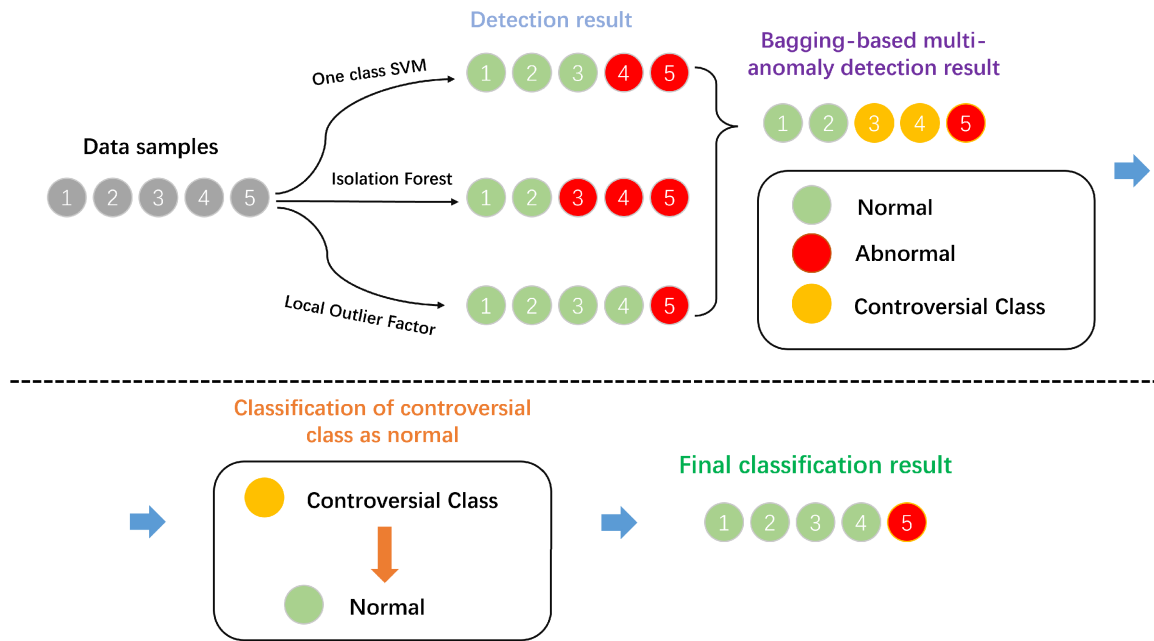 Detection result
Bagging-based multi-
anomaly detection result
One class SVM
1 2 3 4 5
1 2 3 4 5
Data samples
1 2 3 4 5
Isolation Forest
1 2 3 4 5
Local Outlier Factor
1 2 3 4 5
Normal
Abnormal
Controversial Class
Classification of controversial
class as normal
Controversial Class
Normal
Final classification result
1 2 3 4 5